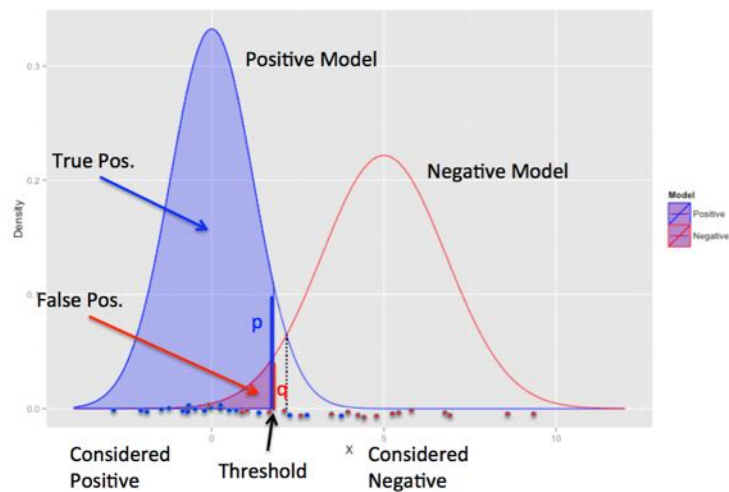 Positive Model
0.3
True Pos.
Negative Model
0.2
Density
Model
Positive
Negative
False Pos.
p
q
0.0
0
5
10
X
Considered
Positive
Threshold
Considered
Negative